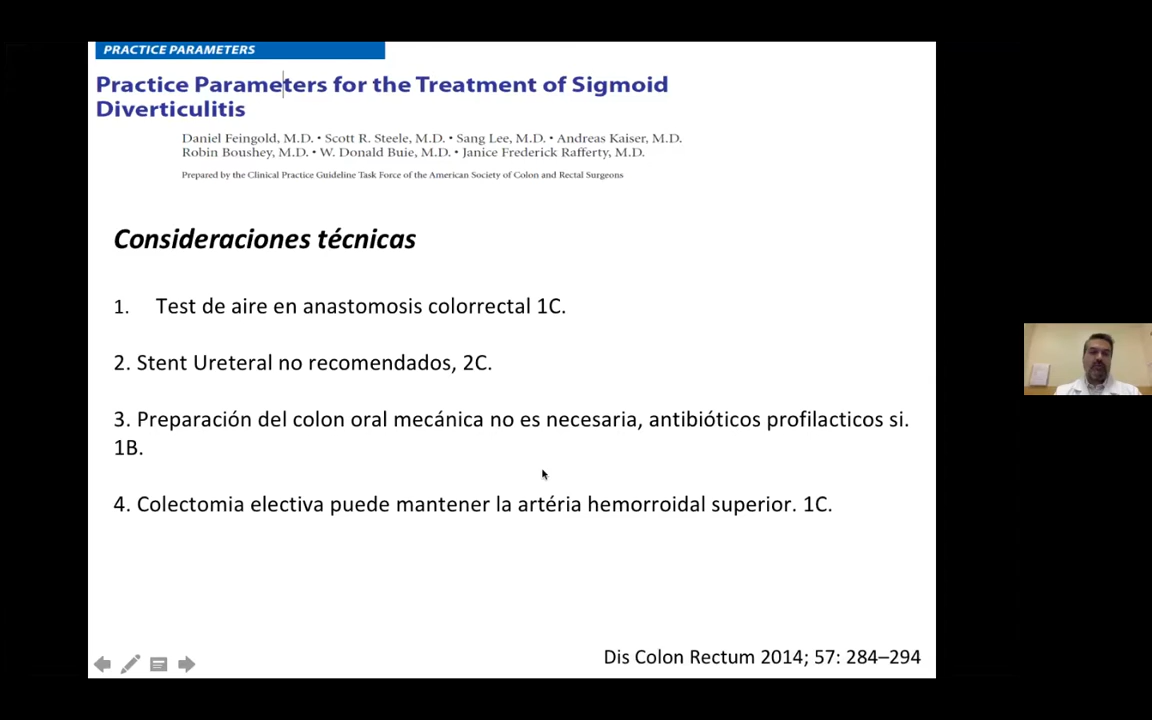 PRACTICE PARAMETERS
Practice Parameters for the Treatment of Sigmoid
Diverticulitis
Daniel Feingold, M.D. • Scott R. Steele, M.D. • Sang Lee, M.D. • Andreas Kaiser, M.D.
Robin Boushey, M.D. • W. Donald Buie, M.D. • Janice Frederick Rafferty, M.D.
Prepared by the Clinical Practice Guideline Task Force of the American Society of Colon and Rectal Surgeons
Consideraciones técnicas
1. Test de aire en anastomosis colorrectal 1C.
2. Stent Ureteral no recomendados, 2C.
3. Preparación del colon oral mecánica no es necesaria, antibióticos profilacticos si.
1B.
4. Colectomia electiva puede mantener la artéria hemorroidal superior. 1C.
Dis Colon Rectum 2014; 57: 284–294